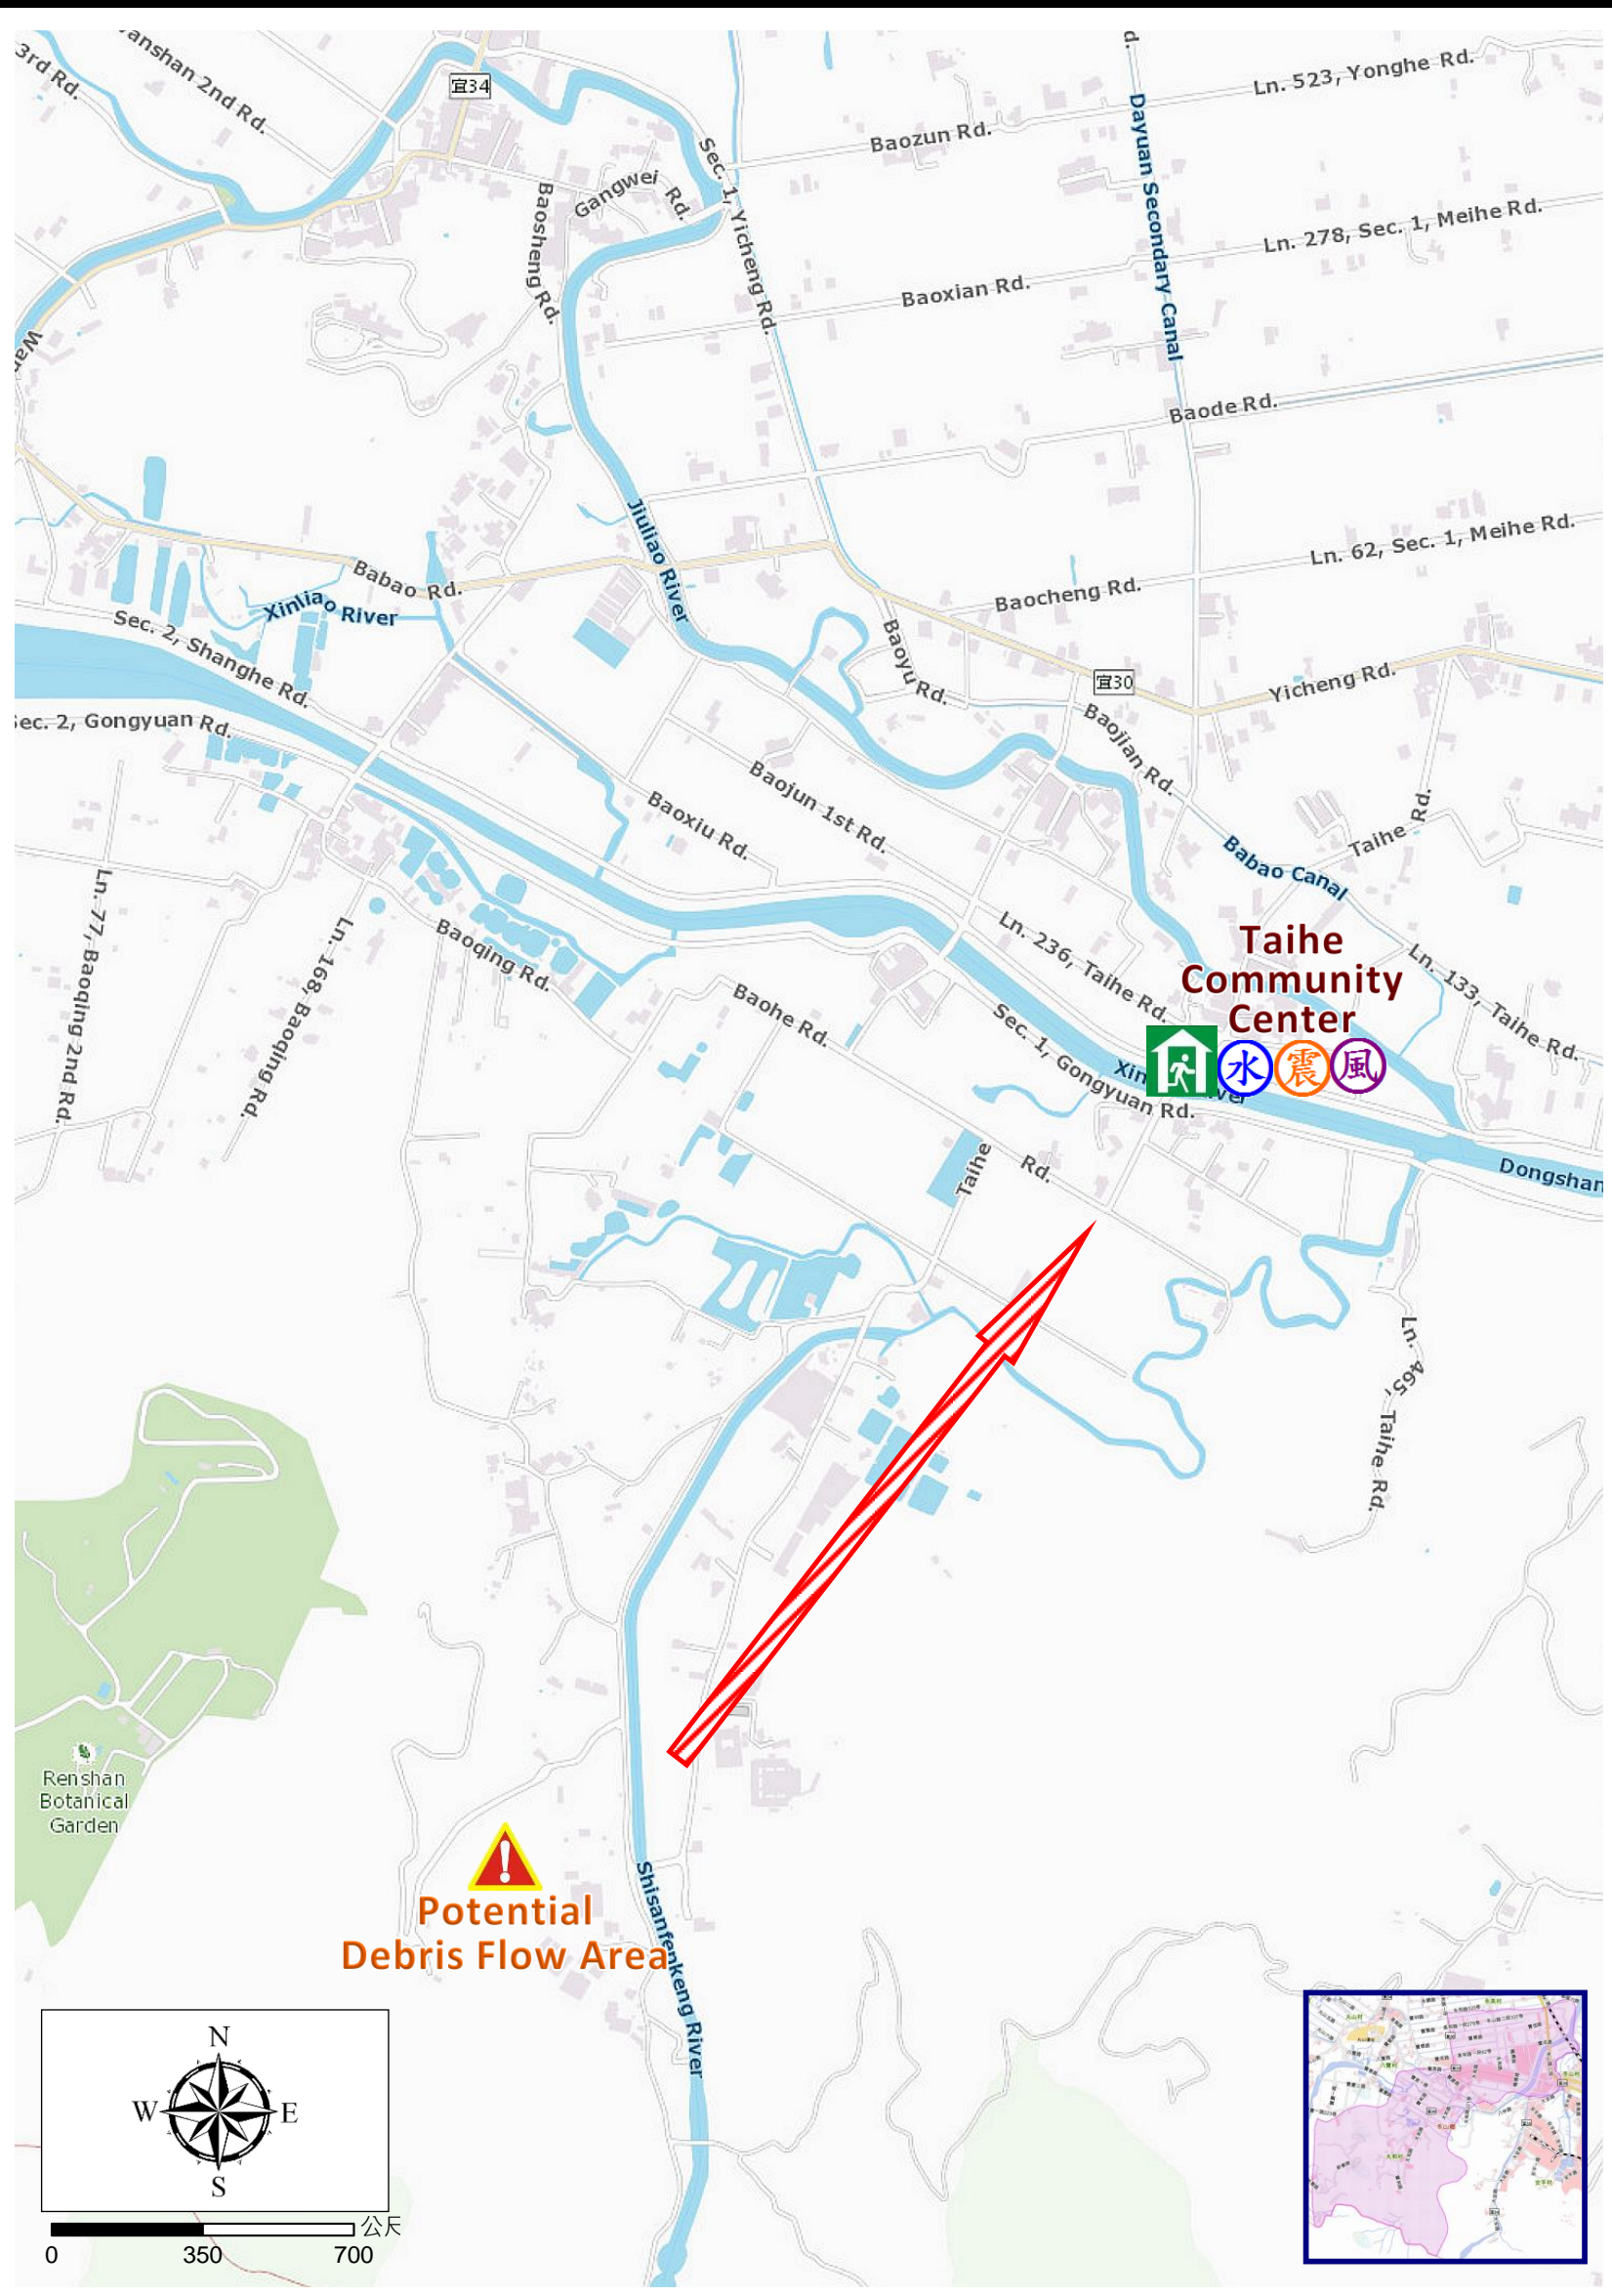 3rd Rd.
anshan 2nd Rd.
宜34
Sec. 1, Yicheng Rd.
Gangwei Rd.
Baosheng Rd.
Baozun Rd.
Ln. 523, Yonghe Rd.
d.
Dayuan Secondary Canal
Ln. 278, Sec. 1, Meihe Rd.
Baoxian Rd.
Wan
Baode Rd.
Jiuliao River
Ln. 62, Sec. 1, Meihe Rd.
Babao Rd.
Baocheng Rd.
Xinliao River
Sec. 2, Shanghe Rd.
Baoyu Rd.
宜30
Yicheng Rd.
Sec. 2, Gongyuan Rd.
Baojian Rd.
Baojun 1st Rd.
Baoxiu Rd.
Taihe Rd.
Babao Canal
Ln. 77, Baoqing 2nd Rd.
Ln. 168, Baoqing Rd.
Baoqing Rd.
Ln. 236, Taihe Rd.
Taihe
Community
Center
Ln. 133, Taihe Rd.
Baohe Rd.
Sec. 1, Gongyuan Rd.
Xin
水 震 風
ver
Taihe Rd.
Dongshan
Ln. 465, Taihe Rd.
Renshan
Botanical
Garden
Potential
Debris Flow Area
Shisanfenkeng River
N
W E
S
公尺
0 350 700